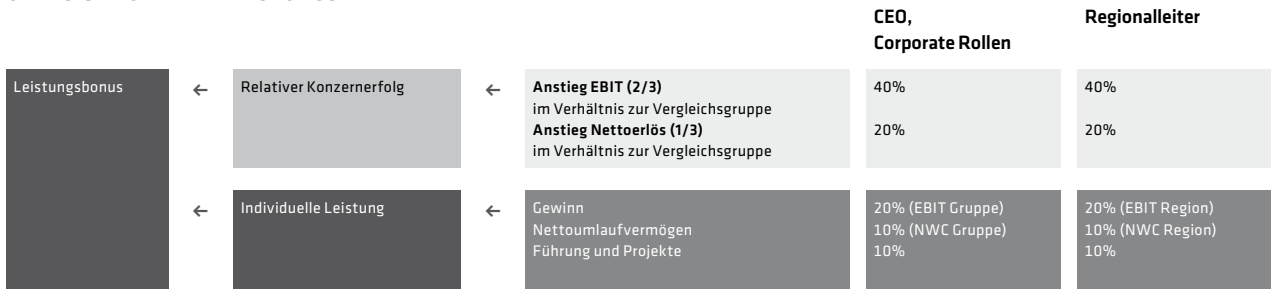 CEO,
Corporate Rollen
Regionalleiter
Leistungsbonus
←
Relativer Konzernerfolg
←
Anstieg EBIT (2/3)
im Verhältnis zur Vergleichsgruppe
Anstieg Nettoerlös (1/3)
im Verhältnis zur Vergleichsgruppe
40%
20%
40%
20%
←
Individuelle Leistung
←
Gewinn
Nettoumlaufvermögen
Führung und Projekte
20% (EBIT Gruppe)
10% (NWC Gruppe)
10%
20% (EBIT Region)
10% (NWC Region)
10%